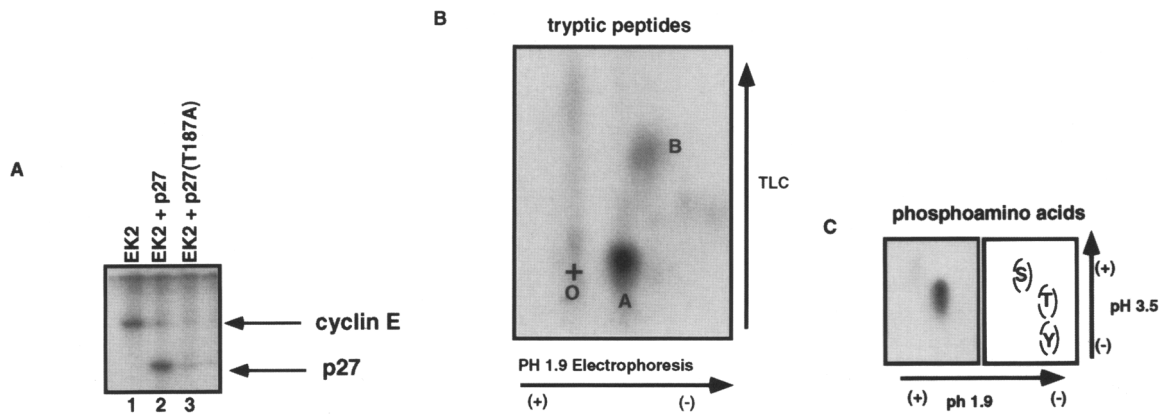 A
EK2
EK2 + p27
EK2 + p27(T187A)
cyclin E
p27
1 2 3
B
tryptic peptides
B
A
+
O
TLC
PH 1.9 Electrophoresis
(+) (-)
C
phosphoamino acids
S
T
Y
(+)
pH 3.5
(-)
(+) ph 1.9 (-)